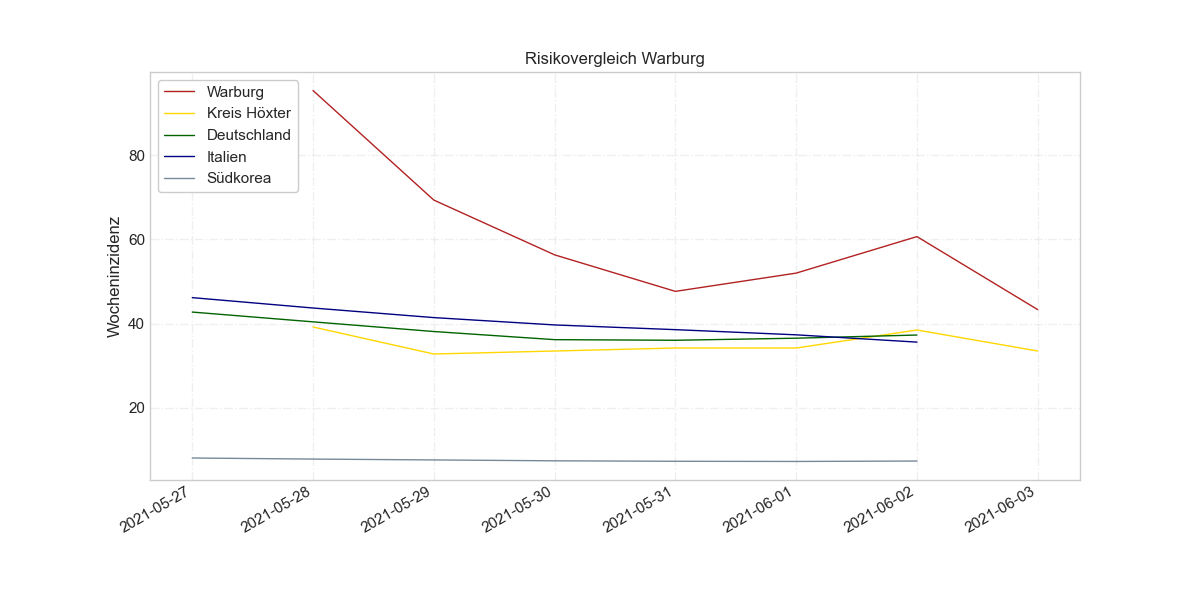 Risikovergleich Warburg
Warburg
Kreis Höxter
Deutschland
Italien
Südkorea
Wocheninzidenz
80
60
40
20
2021-05-27
2021-05-28
2021-05-29
2021-05-30
2021-05-31
2021-06-01
2021-06-02
2021-06-03